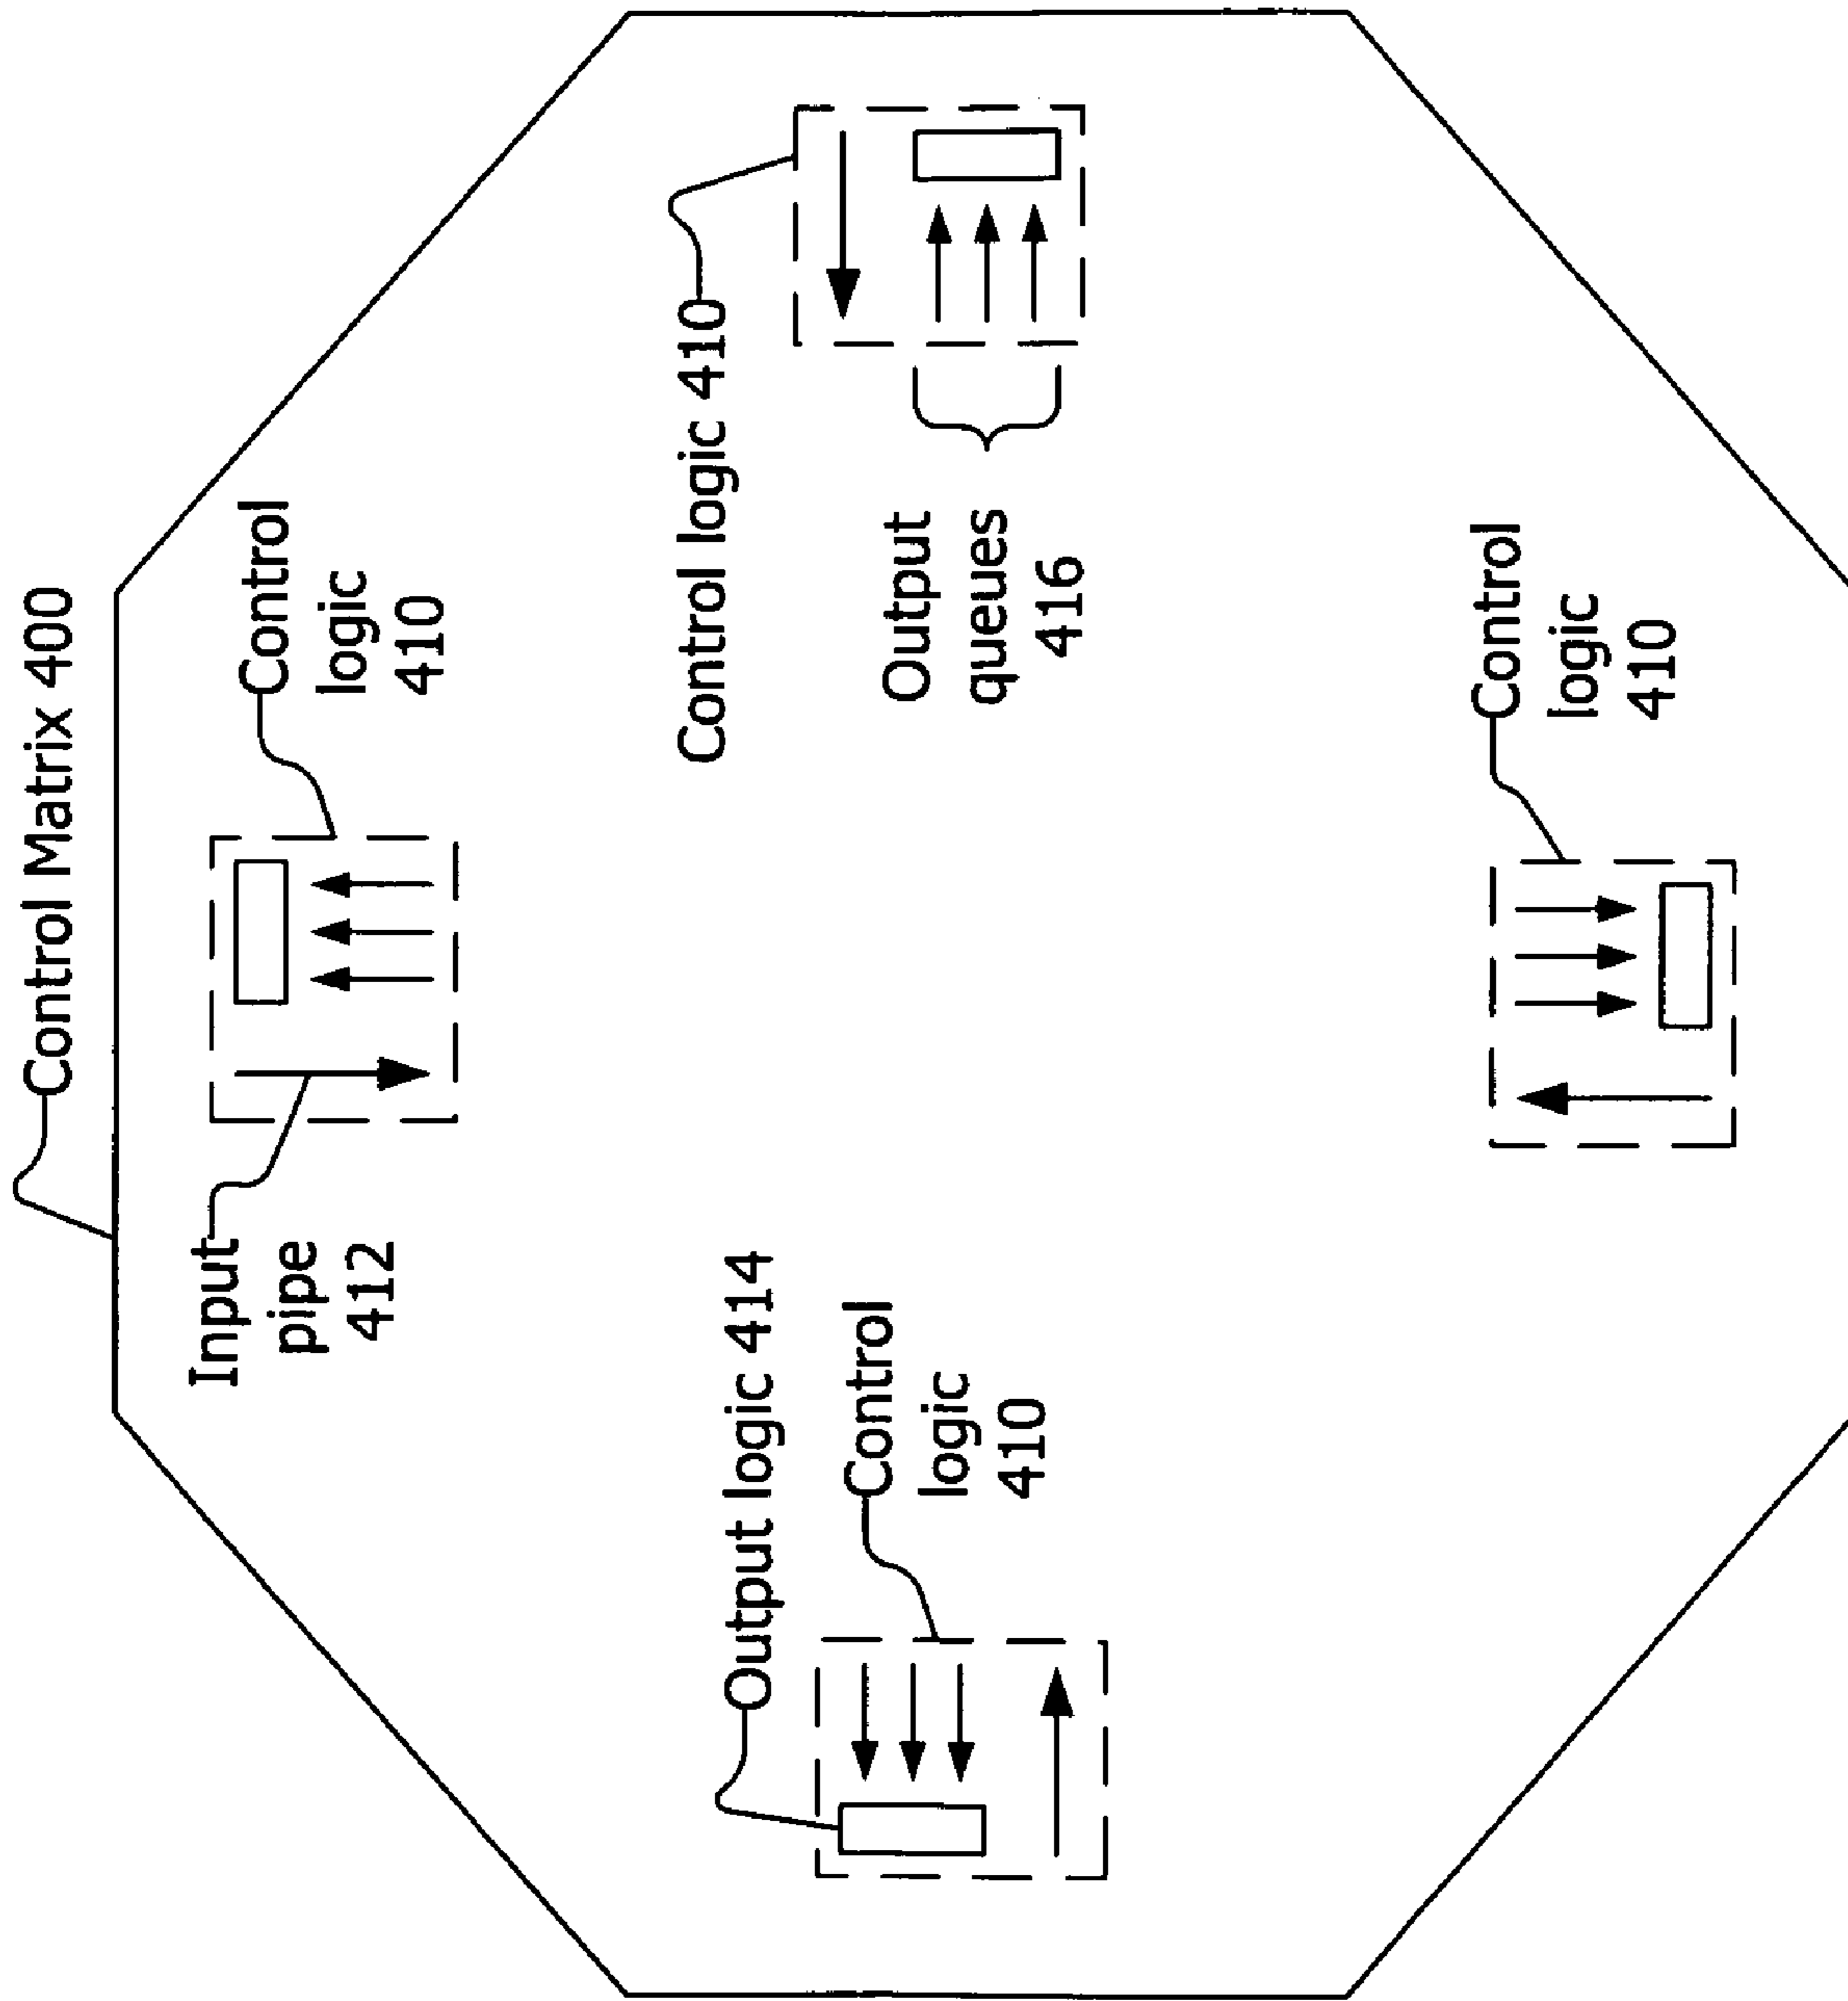 Control Matrix 400
Input
pipe
412
Control
logic
410
Output logic 414
Control
logic
410
Control logic 410
Output
queues
416
Control
logic
410